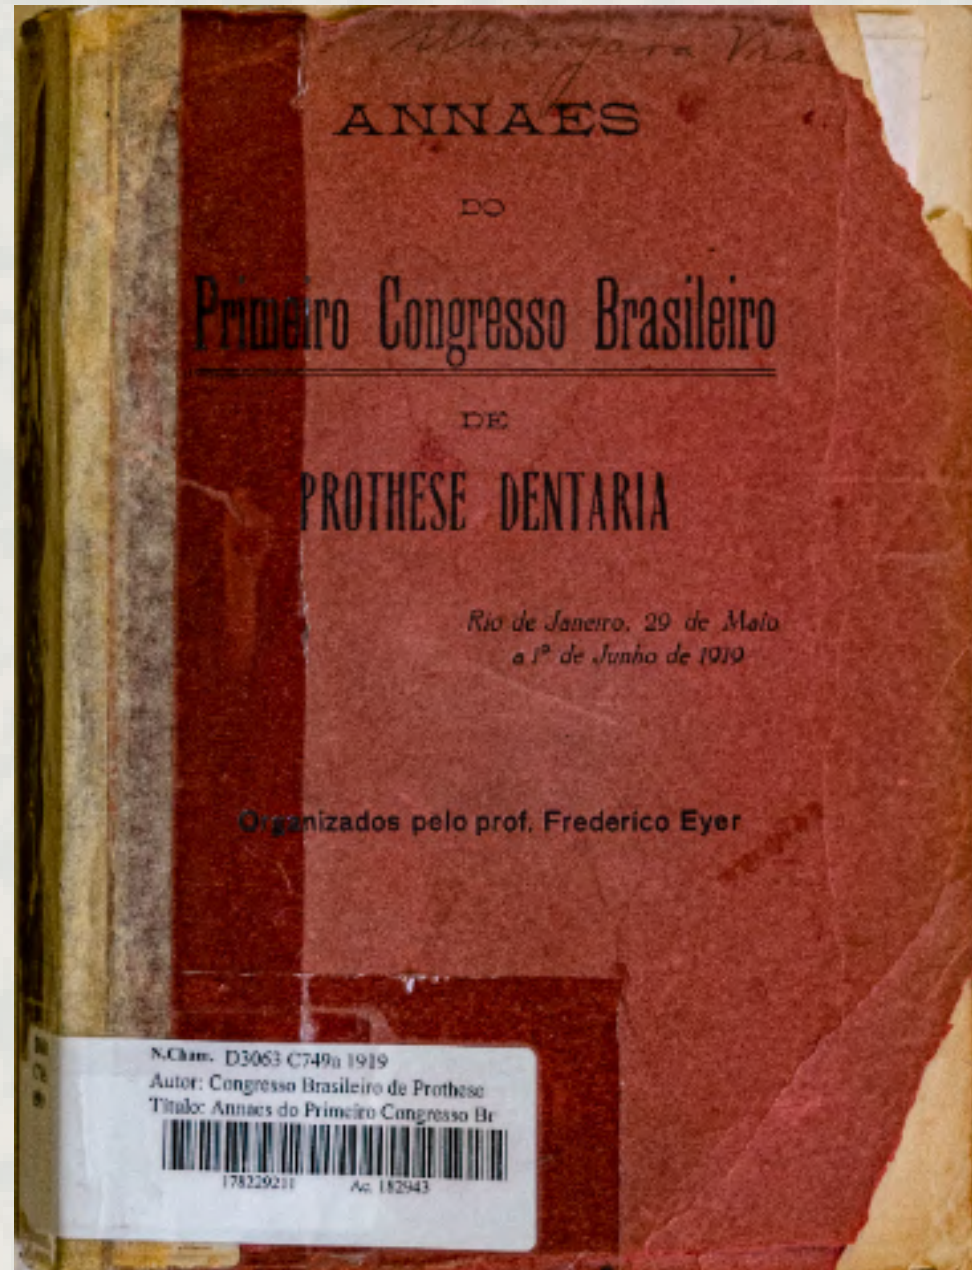 ANNAES
DO
Primeiro Congresso Brasileiro
DE
PROTHESE DENTARIA
Rio de Janeiro, 29 de Maio
a 1º de Junho de 1919
Organizados pelo prof. Frederico Eyer
N.Cham. D3063 C749a 1919
Autor: Congresso Brasileiro de Prothese
Titulo: Annaes do Primeiro Congresso Br
178229210 Ac. 182943